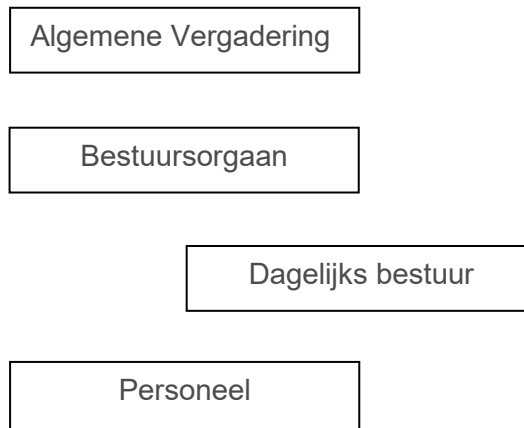 Algemene Vergadering
Bestuursorgaan
Dagelijks bestuur
Personeel